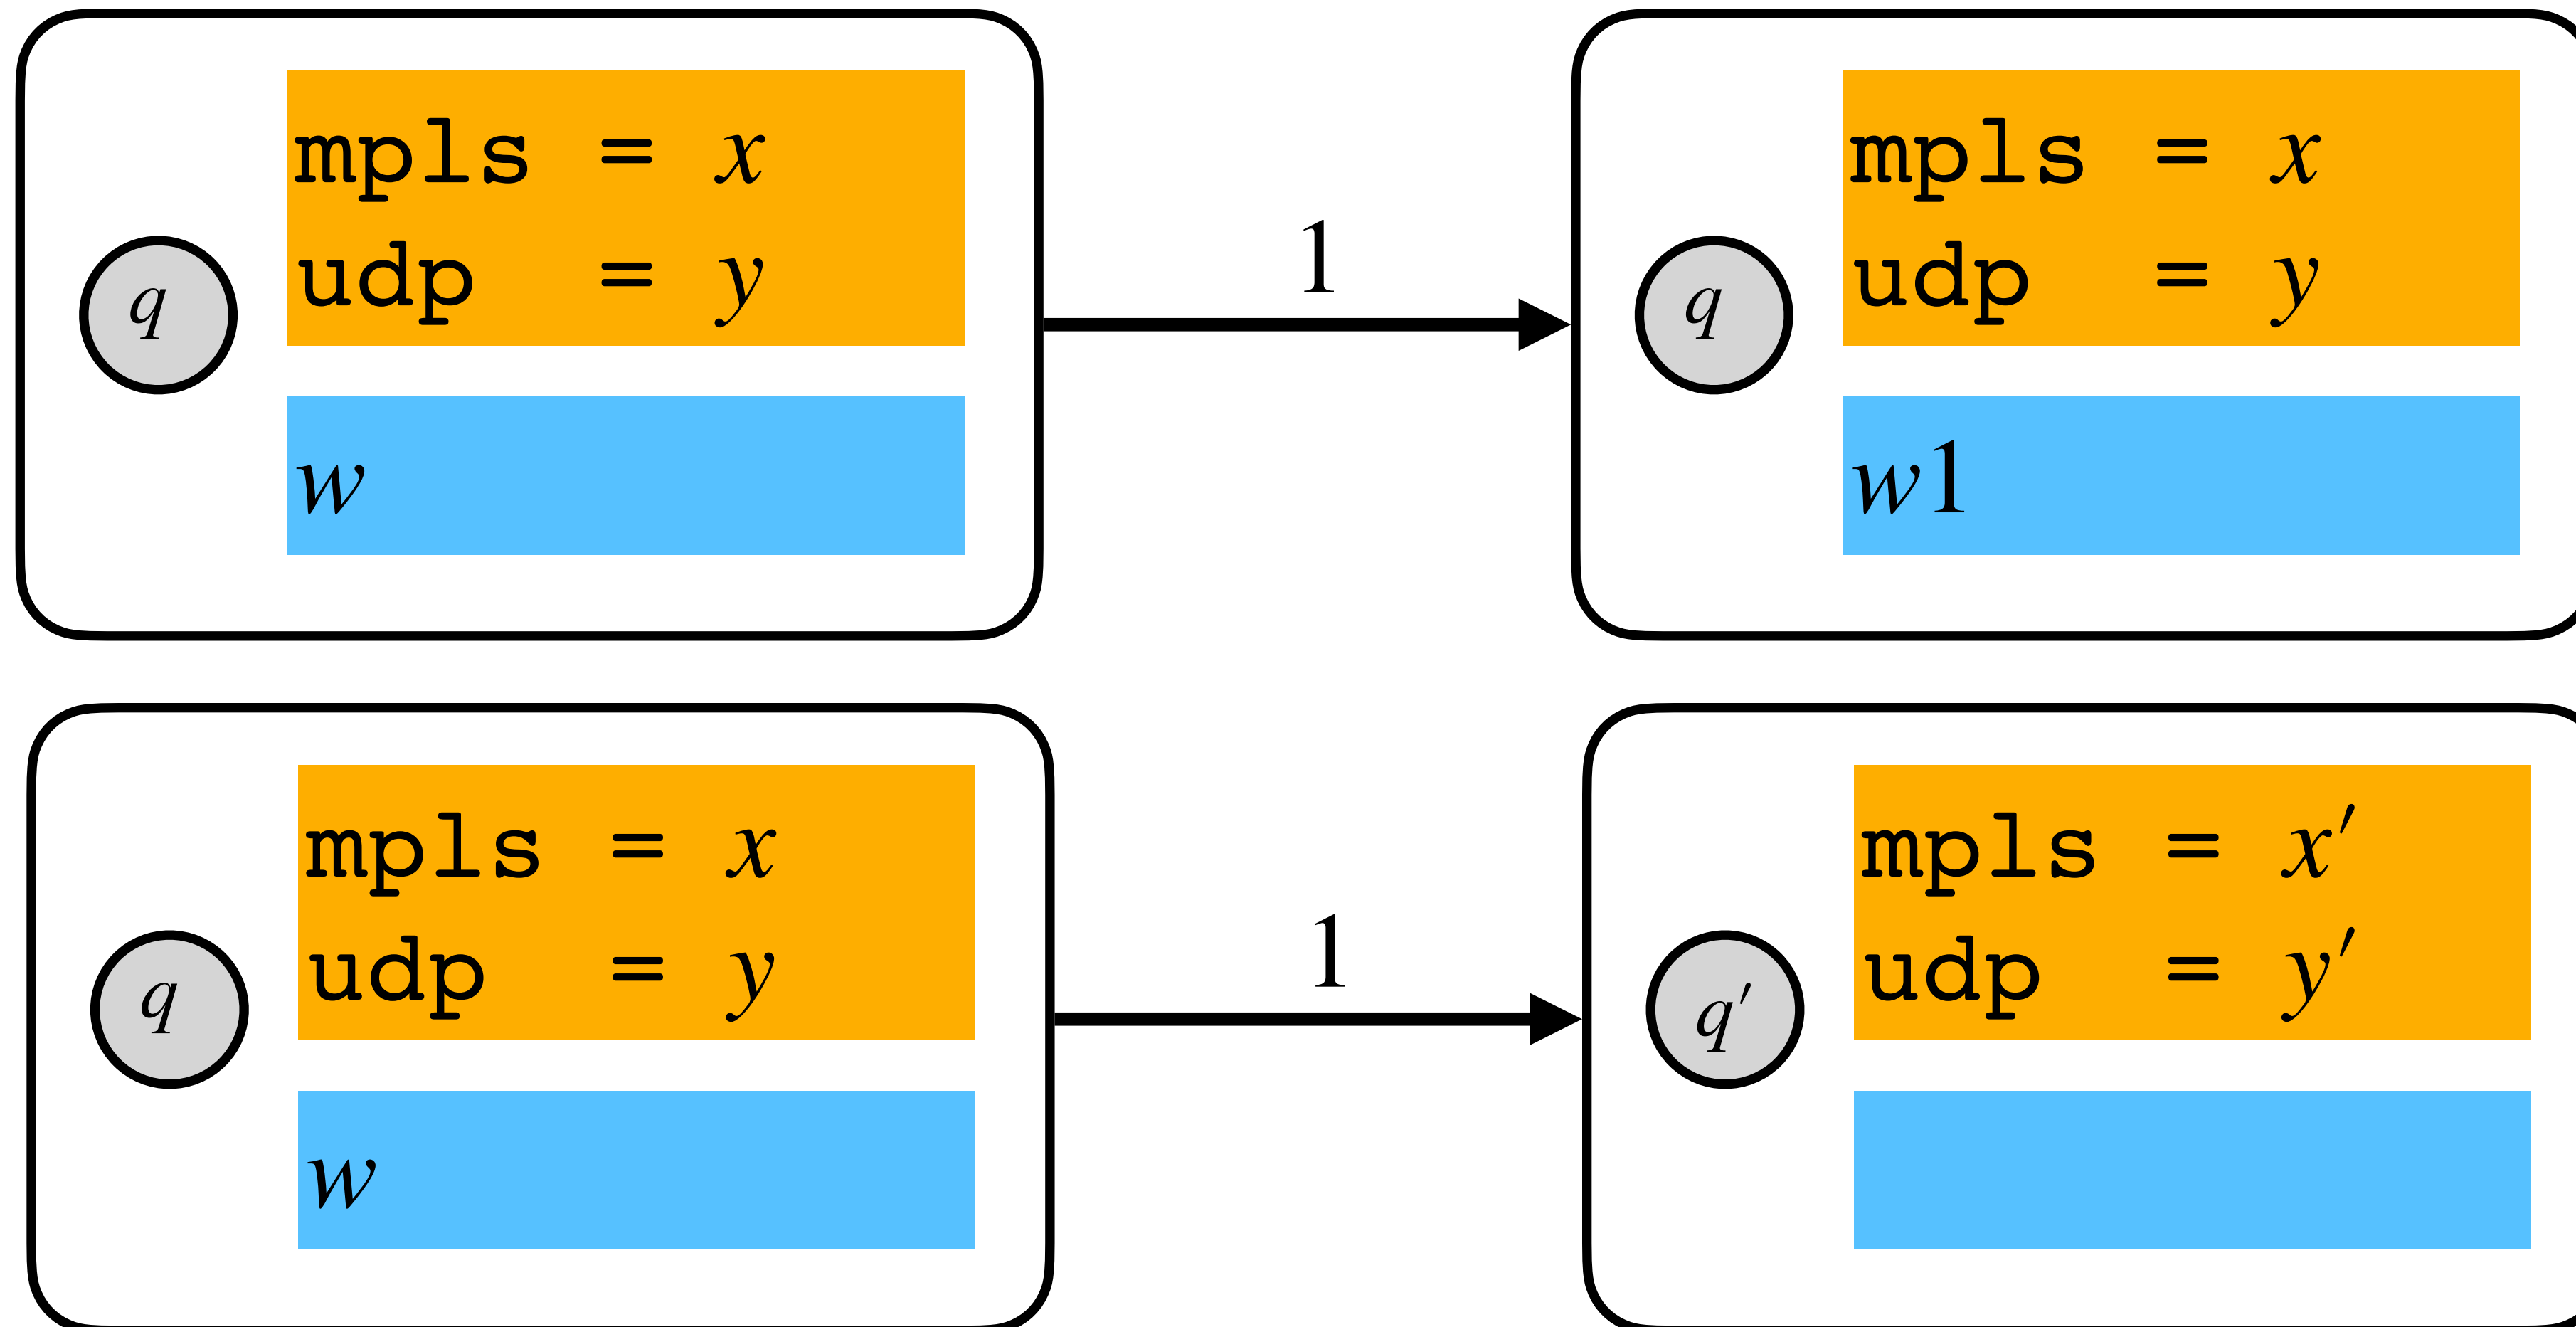 mpls = x
udp = y
q
w
1
mpls = x
udp = y
q
w1
mpls = x
udp = y
q
w
1
mpls = x′
udp = y′
q′